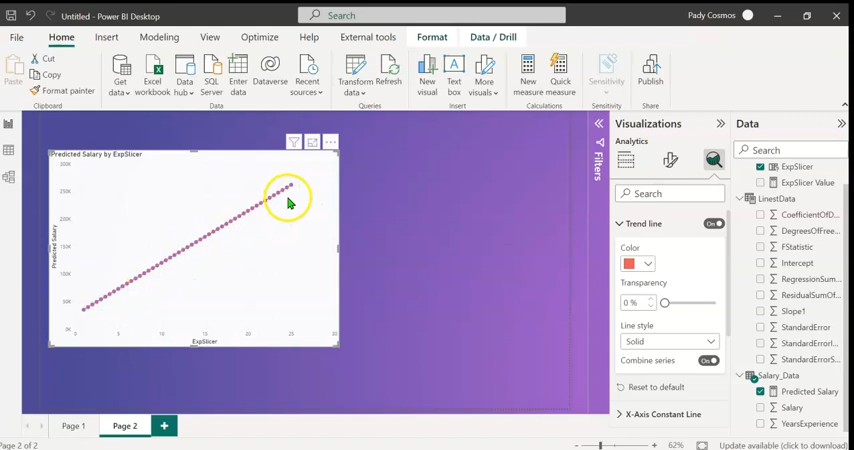 Untitled - Power BI Desktop
Search
Pady Cosmos
File Home Insert Modeling View Optimize Help External tools Format Data / Drill
Paste
Cut
Copy
Format painter
Get data
Excel workbook
Data hub
SQL Server
Enter data
Dataverse
Recent sources
Transform data
Refresh
New visual
Text box
More visuals
New measure
Quick measure
Sensitivity
Publish
Clipboard
Data
Queries
Insert
Calculations
Sensitivity
Share
Predicted Salary by ExpSlicer
300K
250K
200K
150K
100K
50K
0K
Predicted Salary
0 5 10 15 20 25 30
ExpSlicer
Filters
Visualizations
Analytics
Search
Trend line
On
Color
Transparency
0 %
Line style
Solid
Combine series
On
Reset to default
X-Axis Constant Line
Data
Search
ExpSlicer
ExpSlicer Value
LinestData
CoefficientOfD...
DegreesOfFree...
FStatistic
Intercept
RegressionSum...
ResidualSumOf...
Slope1
StandardError
StandardErrorI...
StandardErrorS...
Salary_Data
Predicted Salary
Salary
YearsExperience
Page 1
Page 2
Page 2 of 2
62%
Update available (click to download)